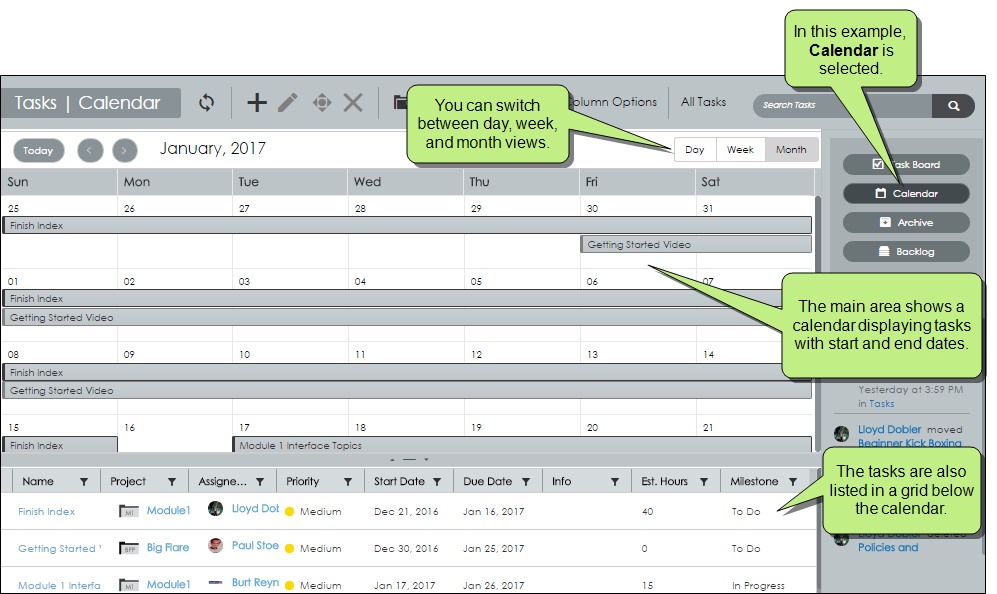 In this example,
Calendar is
selected.
Tasks | Calendar
You can switch
between day, week,
and month views.
Column Options
All Tasks
Search Tasks
Today
January, 2017
Day Week Month
Task Board
Calendar
Archive
Backlog
Sun Mon Tue Wed Thu Fri Sat
25 26 27 28 29 30 31
Finish Index
Getting Started Video
01 02 03 04 05 06 07
Finish Index
Getting Started Video
The main area shows a
calendar displaying tasks
with start and end dates.
08 09 10 11 12 13 14
Finish Index
Getting Started Video
Yesterday at 3:59 PM
in Tasks
15 16 17 18 19 20 21
Finish Index Module 1 Interface Topics
Lloyd Dobler moved
Beginner Kick Boxing
The tasks are also
listed in a grid below
the calendar.
Policies and
Name Project Assigne... Priority Start Date Due Date Info Est. Hours Milestone
Finish Index MI Module1 Lloyd Dob Medium Dec 21, 2016 Jan 16, 2017 40 To Do
Getting Started BFP Big Flare Paul Stoe Medium Dec 30, 2016 Jan 25, 2017 0 To Do
Module 1 Interfa MI Module1 Burt Reyn Medium Jan 17, 2017 Jan 26, 2017 15 In Progress